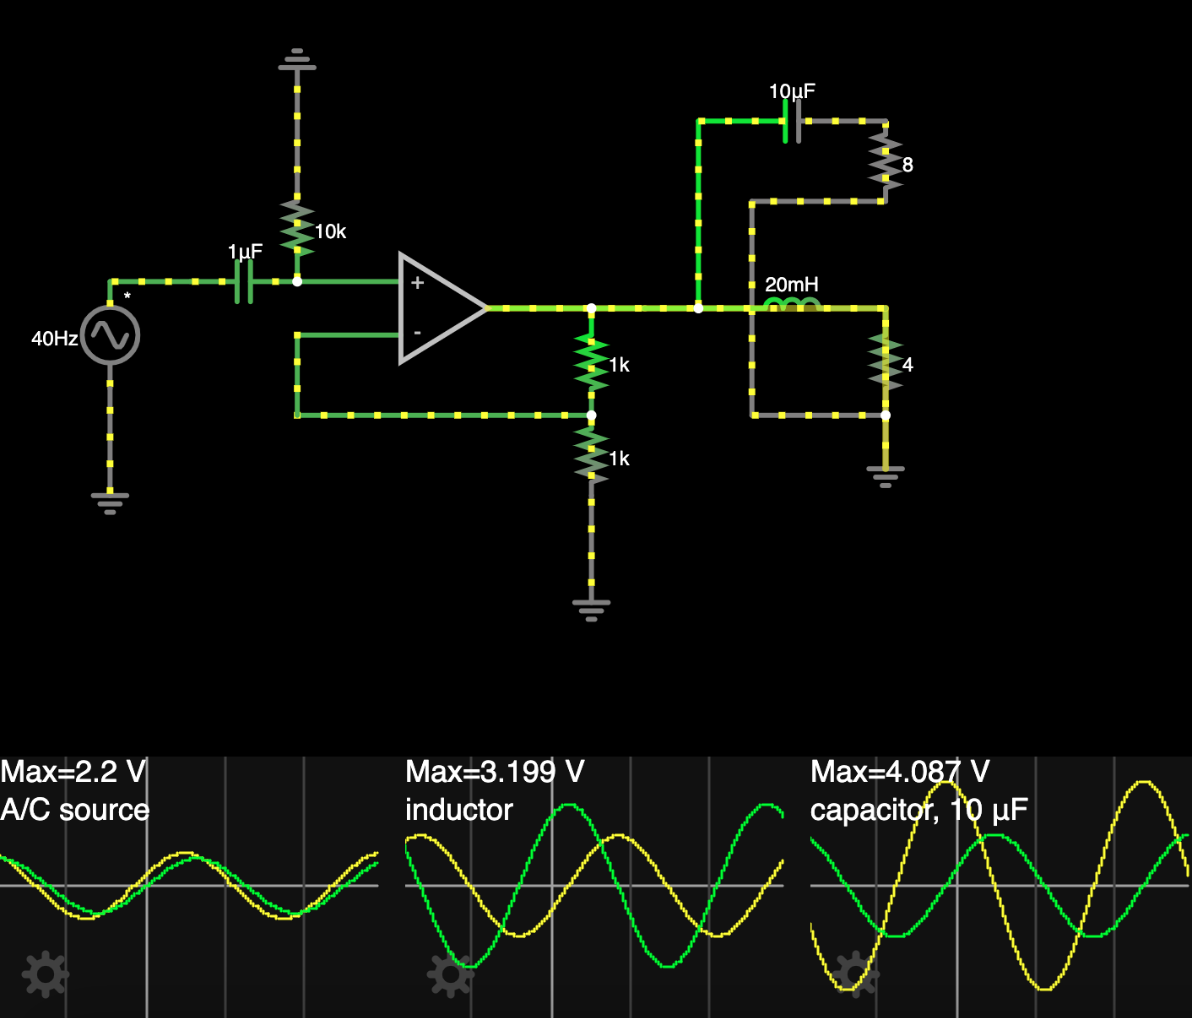 10µF
8
10k
1µF
*
+
20mH
40Hz
-
1k
4
1k
Max=2.2 V
A/C source
Max=3.199 V
inductor
Max=4.087 V
capacitor, 10 µF